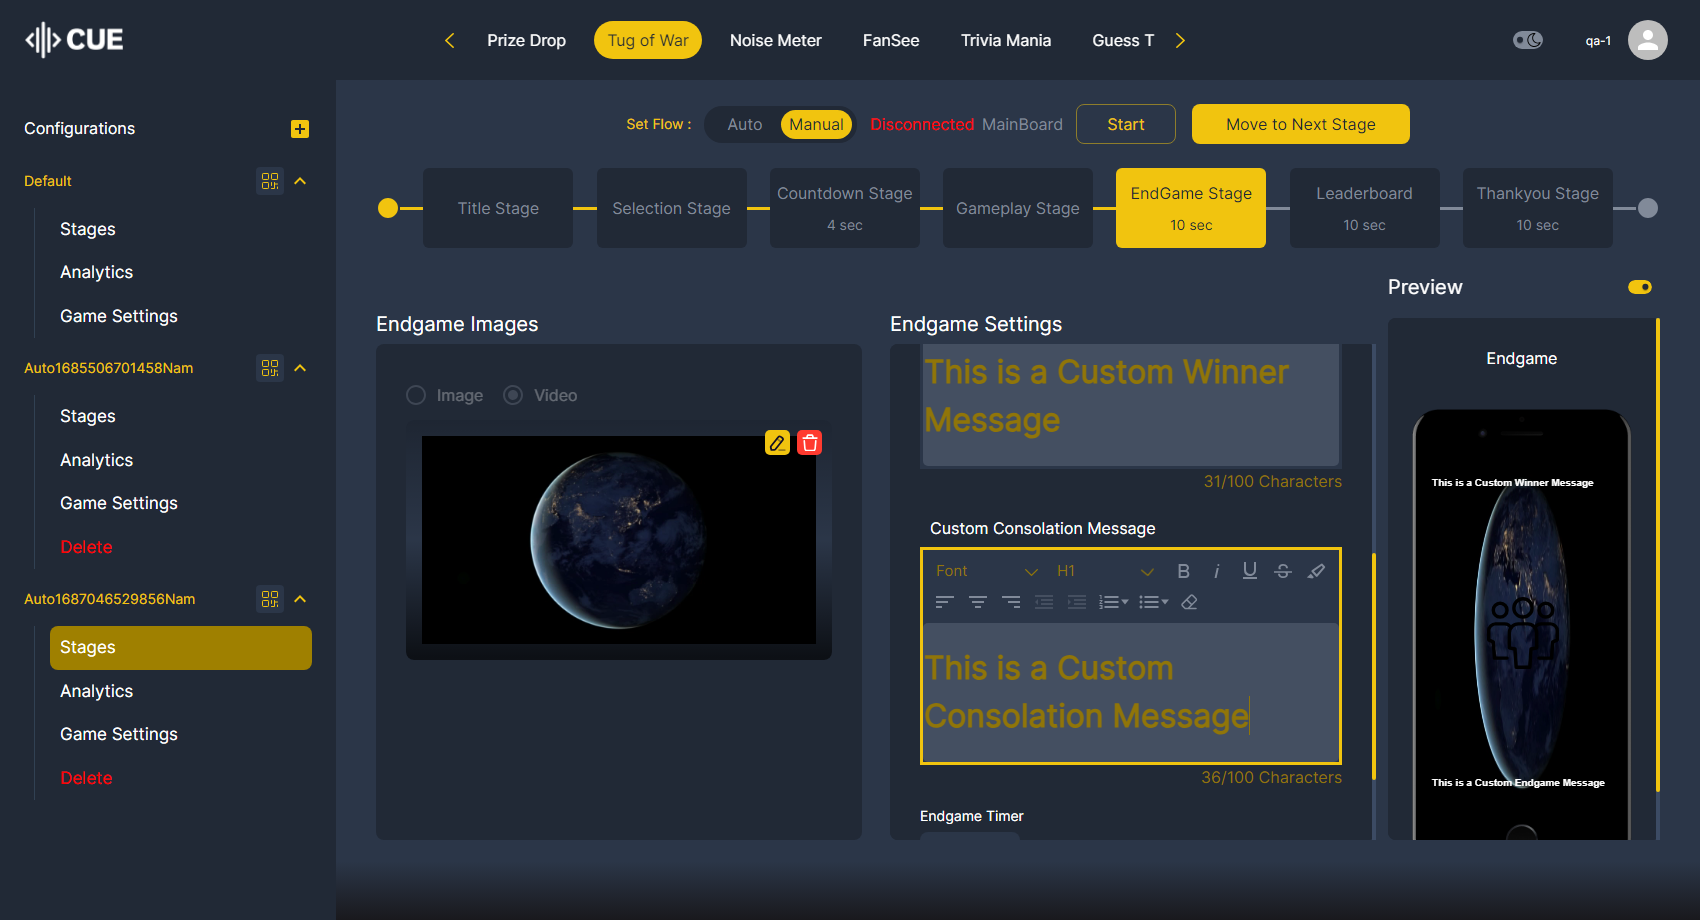 CUE
Prize Drop
Tug of War
Noise Meter
FanSee
Trivia Mania
Guess T
qa-1
Configurations
Default
Stages
Analytics
Game Settings
Auto1685506701458Nam
Stages
Analytics
Game Settings
Delete
Auto1687046529856Nam
Stages
Analytics
Game Settings
Delete
Set Flow :
Auto
Manual
Disconnected MainBoard
Start
Move to Next Stage
Title Stage
Selection Stage
Countdown Stage
4 sec
Gameplay Stage
EndGame Stage
10 sec
Leaderboard
10 sec
Thankyou Stage
10 sec
Endgame Images
Image
Video
Endgame Settings
This is a Custom Winner
Message
31/100 Characters
Custom Consolation Message
Font
H1
B
i
U
S
This is a Custom
Consolation Message
36/100 Characters
Endgame Timer
Preview
Endgame
This is a Custom Winner Message
This is a Custom Endgame Message